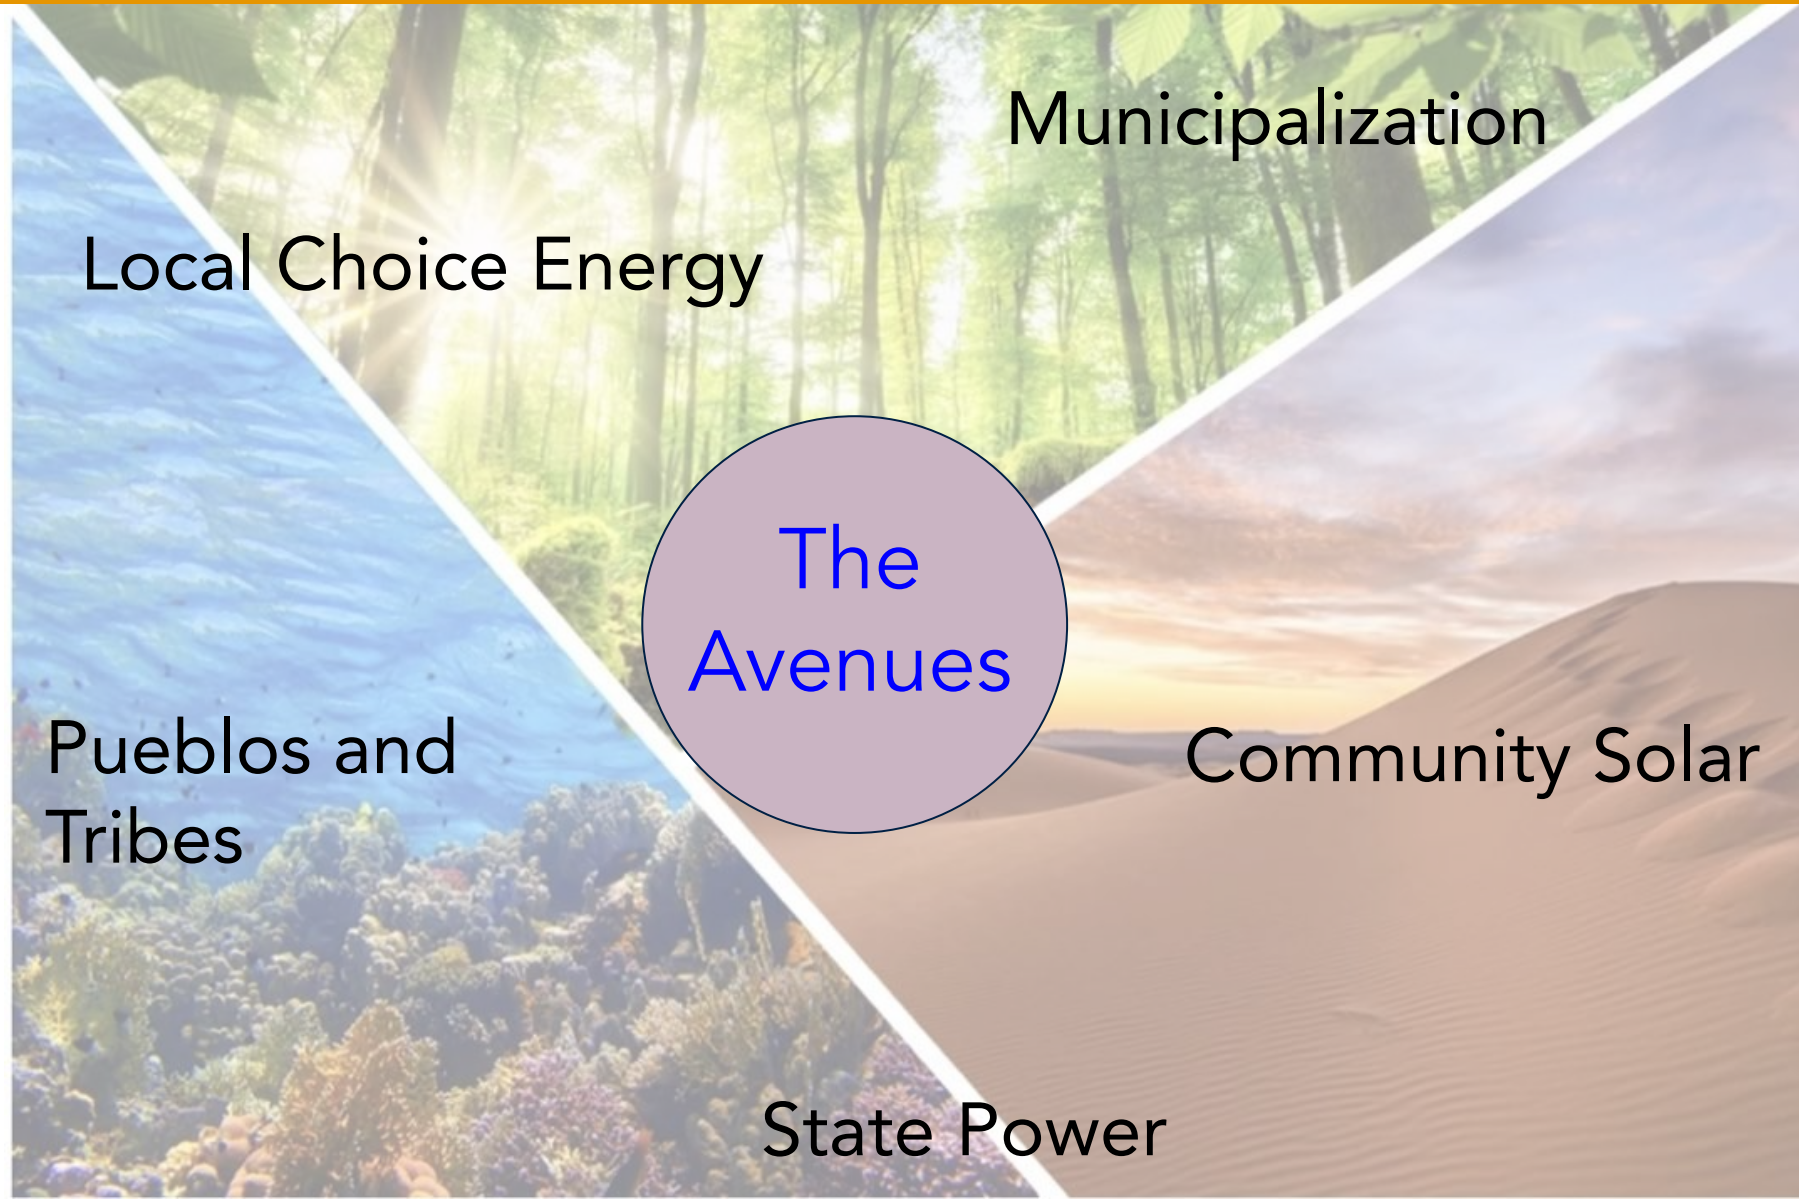 Municipalization
Local Choice Energy
The
Avenues
Pueblos and
Tribes
Community Solar
State Power